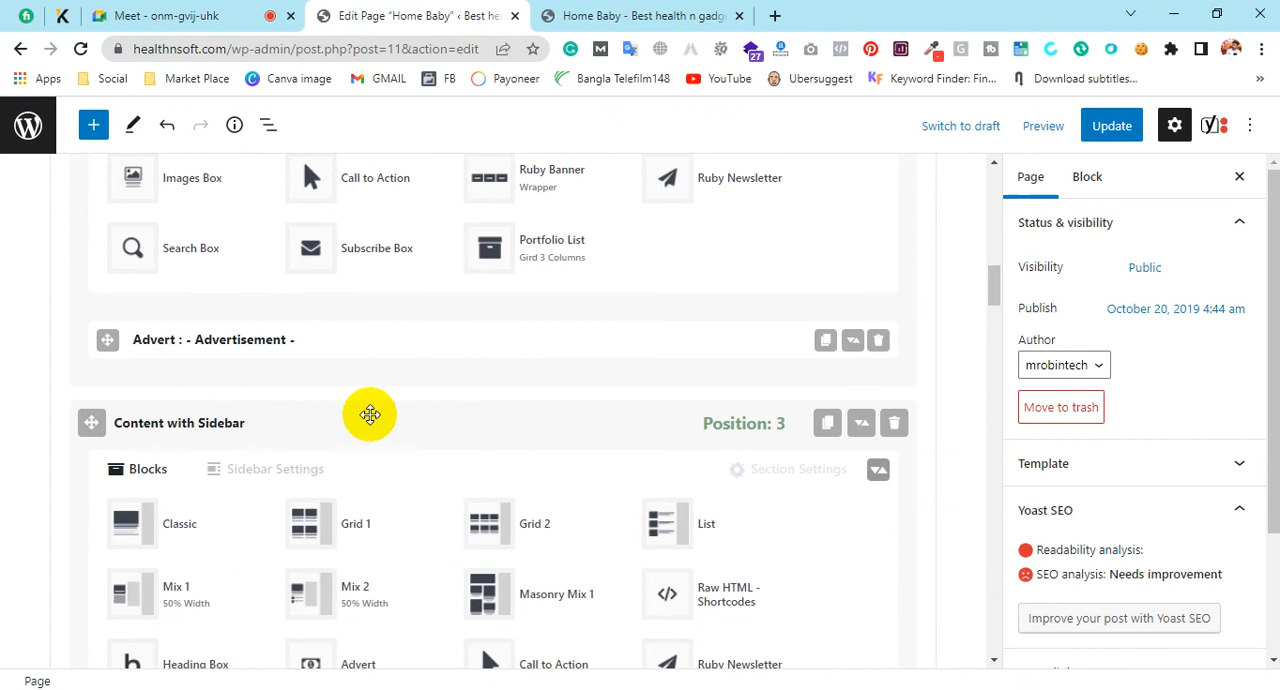 Meet - onm-gvij-uhk
Edit Page "Home Baby" ‹ Best he
Home Baby - Best health n gadg
healthnsoft.com/wp-admin/post.php?post=11&action=edit
27
Apps
Social
Market Place
Canva image
GMAIL
FB
Payoneer
Bangla Telefilm148
YouTube
Ubersuggest
Keyword Finder: Fin...
Download subtitles...
»
Switch to draft
Preview
Update
Images Box
Call to Action
Ruby Banner
Wrapper
Ruby Newsletter
Search Box
Subscribe Box
Portfolio List
Gird 3 Columns
Advert : - Advertisement -
Content with Sidebar
Position: 3
Blocks
Sidebar Settings
Section Settings
Classic
Grid 1
Grid 2
List
Mix 1
50% Width
Mix 2
50% Width
Masonry Mix 1
Raw HTML -
Shortcodes
Heading Box
Advert
Call to Action
Ruby Newsletter
Page
Block
Status & visibility
Visibility
Public
Publish
October 20, 2019 4:44 am
Author
mrobintech
Move to trash
Template
Yoast SEO
Readability analysis:
SEO analysis: Needs improvement
Improve your post with Yoast SEO
Page